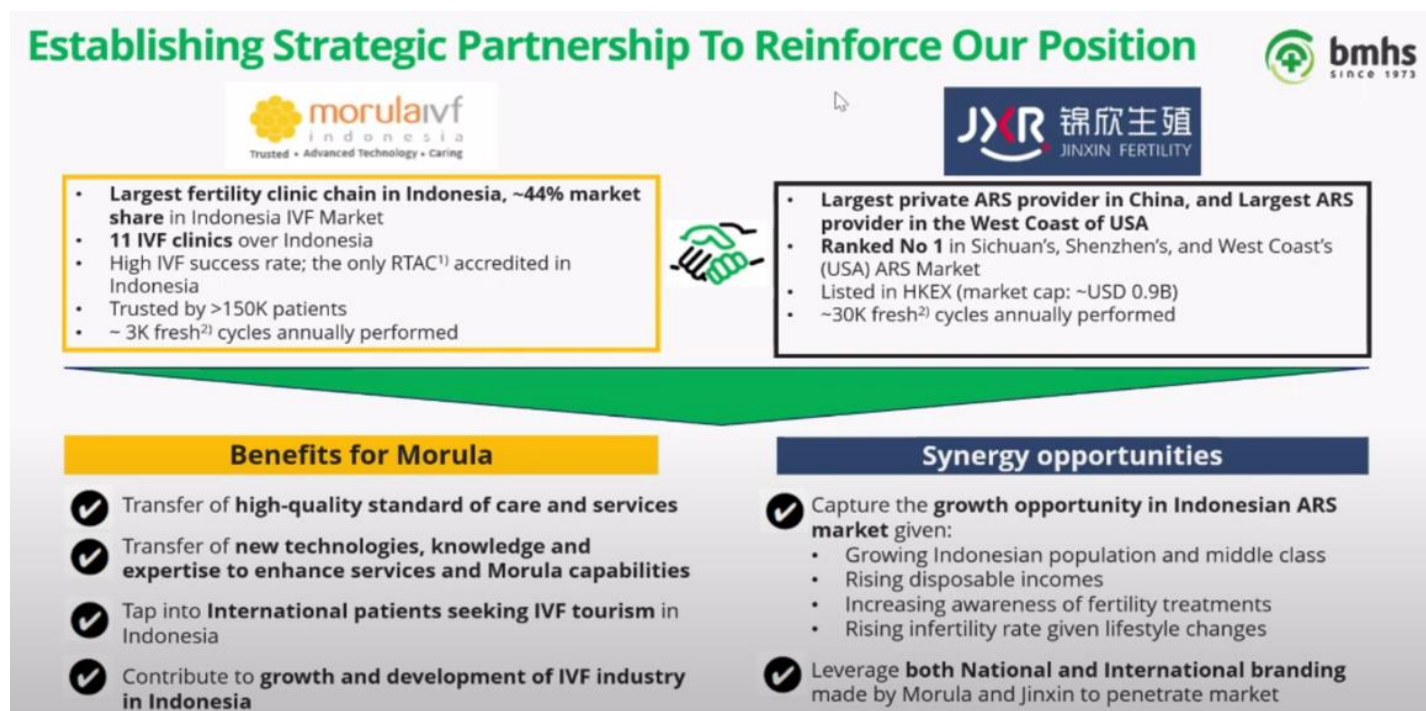 Establishing Strategic Partnership To Reinforce Our Position
bmhs
since 1973
morulaivf
indonesia
Trusted • Advanced Technology • Caring
JXR 锦欣生殖
JINXIN FERTILITY
• Largest fertility clinic chain in Indonesia, ~44% market
share in Indonesia IVF Market
• 11 IVF clinics over Indonesia
• High IVF success rate; the only RTAC¹⁾ accredited in
Indonesia
• Trusted by >150K patients
• ~ 3K fresh²⁾ cycles annually performed
• Largest private ARS provider in China, and Largest ARS
provider in the West Coast of USA
• Ranked No 1 in Sichuan's, Shenzhen's, and West Coast's
(USA) ARS Market
• Listed in HKEX (market cap: ~USD 0.9B)
• ~30K fresh²⁾ cycles annually performed
Benefits for Morula
Transfer of high-quality standard of care and services
Transfer of new technologies, knowledge and
expertise to enhance services and Morula capabilities
Tap into International patients seeking IVF tourism in
Indonesia
Contribute to growth and development of IVF industry
in Indonesia
Synergy opportunities
Capture the growth opportunity in Indonesian ARS
market given:
• Growing Indonesian population and middle class
• Rising disposable incomes
• Increasing awareness of fertility treatments
• Rising infertility rate given lifestyle changes
Leverage both National and International branding
made by Morula and Jinxin to penetrate market